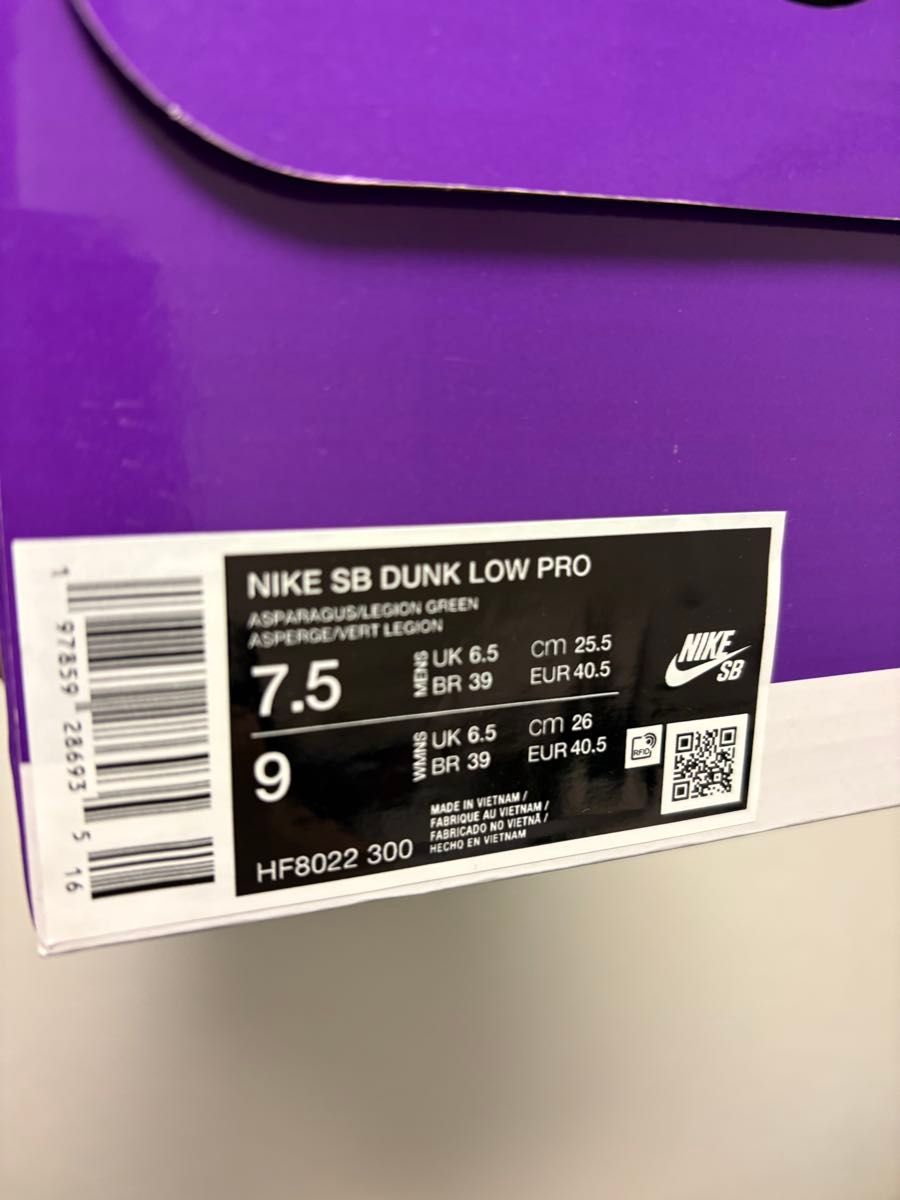 NIKE SB DUNK LOW PRO
ASPARAGUS/LEGION GREEN
ASPERGE/VERT LEGION
7.5
MENS
UK 6.5
BR 39
cm 25.5
EUR 40.5
9
WMNS
UK 6.5
BR 39
cm 26
EUR 40.5
MADE IN VIETNAM /
FABRIQUE AU VIETNAM /
FABRICADO NO VIETNÃ /
HECHO EN VIETNAM
HF8022 300
NIKE
SB
RFID
1 97859 28693 5 16